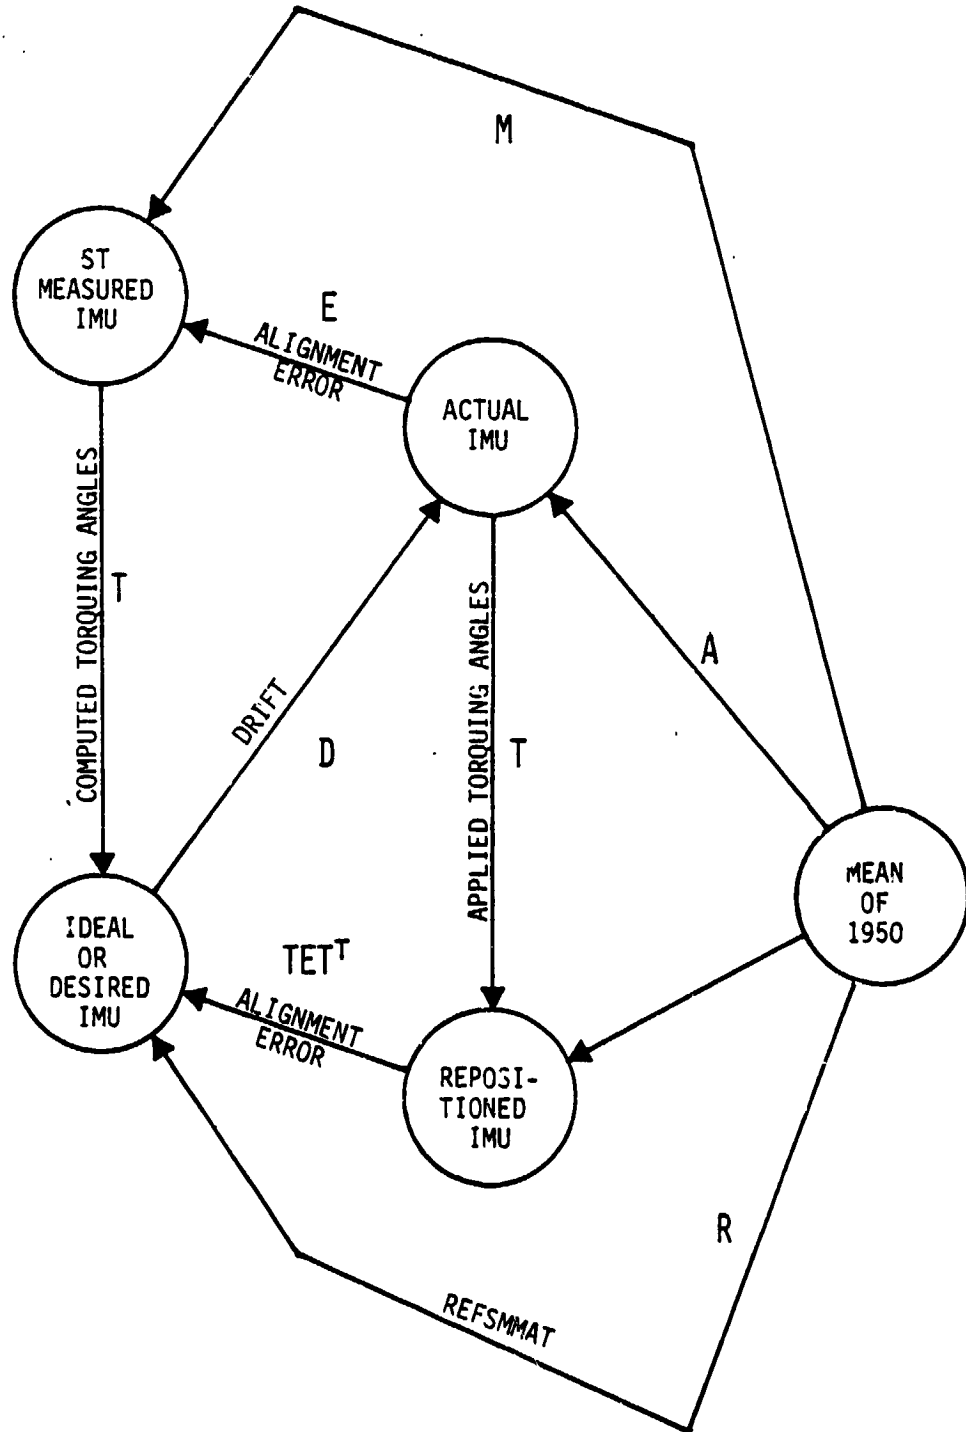 M
ST
MEASURED
IMU
E
ALIGNMENT
ERROR
ACTUAL
IMU
COMPUTED TORQUING ANGLES
T
DRIFT
D
APPLIED TORQUING ANGLES
T
A
MEAN
OF
1950
IDEAL
OR
DESIRED
IMU
TETᵀ
ALIGNMENT
ERROR
REPOSI-
TIONED
IMU
R
REFSMMAT